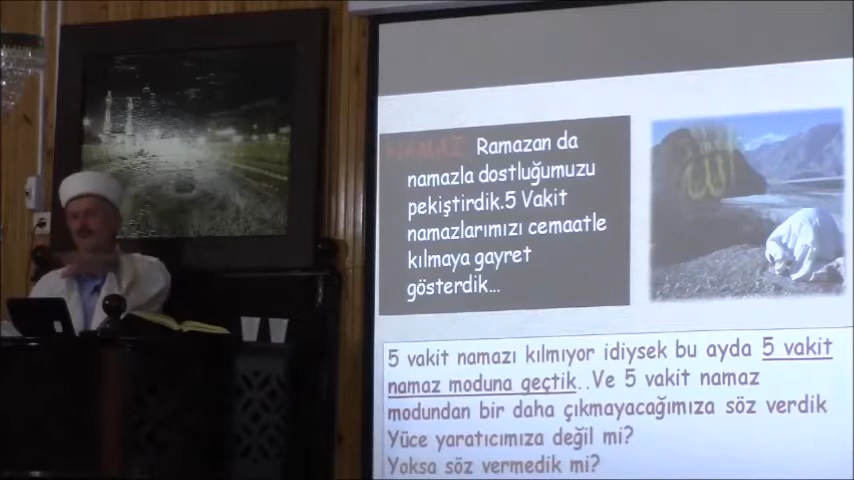 NAMAZ Ramazan da
namazla dostluğumuzu
pekiştirdik.5 Vakit
namazlarımızı cemaatle
kılmaya gayret
gösterdik...
5 vakit namazı kılmıyor idiysek bu ayda 5 vakit
namaz moduna geçtik..Ve 5 vakit namaz
modundan bir daha çıkmayacağımıza söz verdik
Yüce yaratıcımıza değil mi?
Yoksa söz vermedik mi?